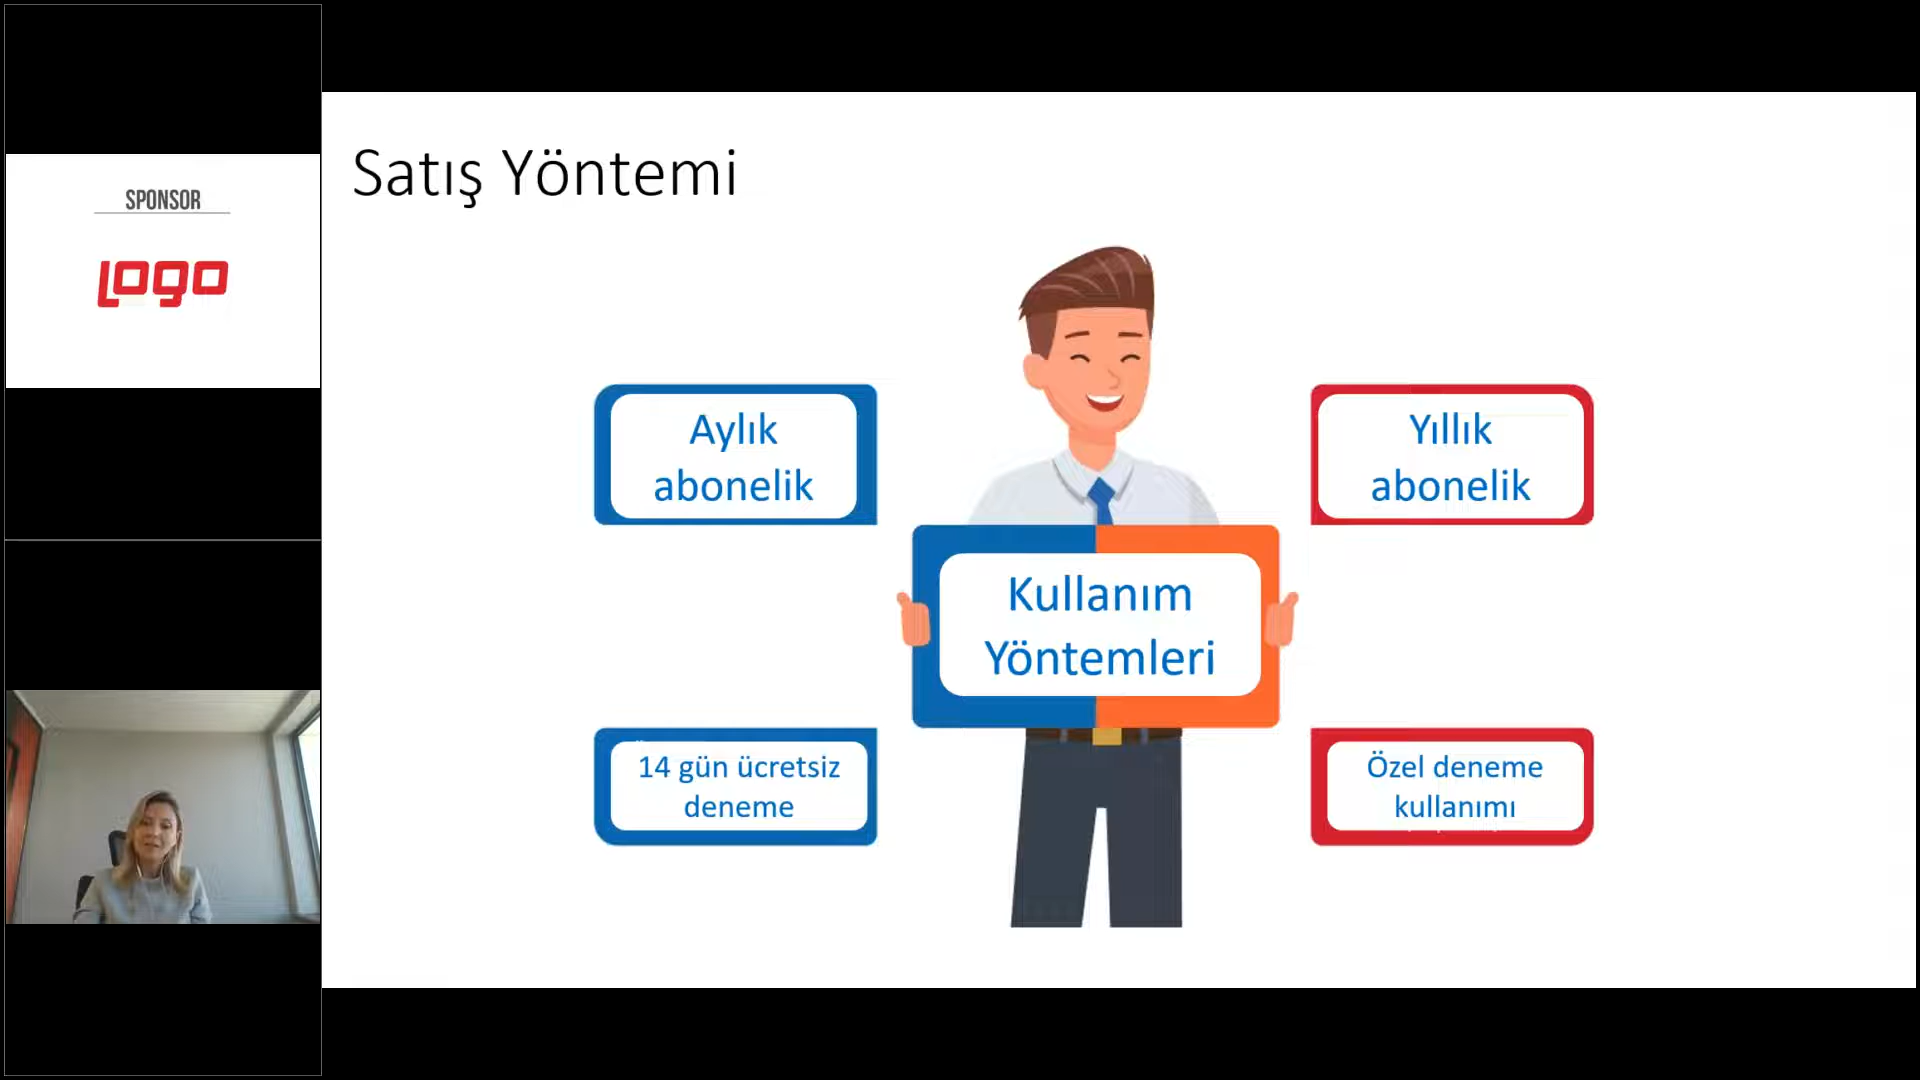 SPONSOR
LOGO
Satış Yöntemi
Aylık
abonelik
Yıllık
abonelik
Kullanım
Yöntemleri
14 gün ücretsiz
deneme
Özel deneme
kullanımı